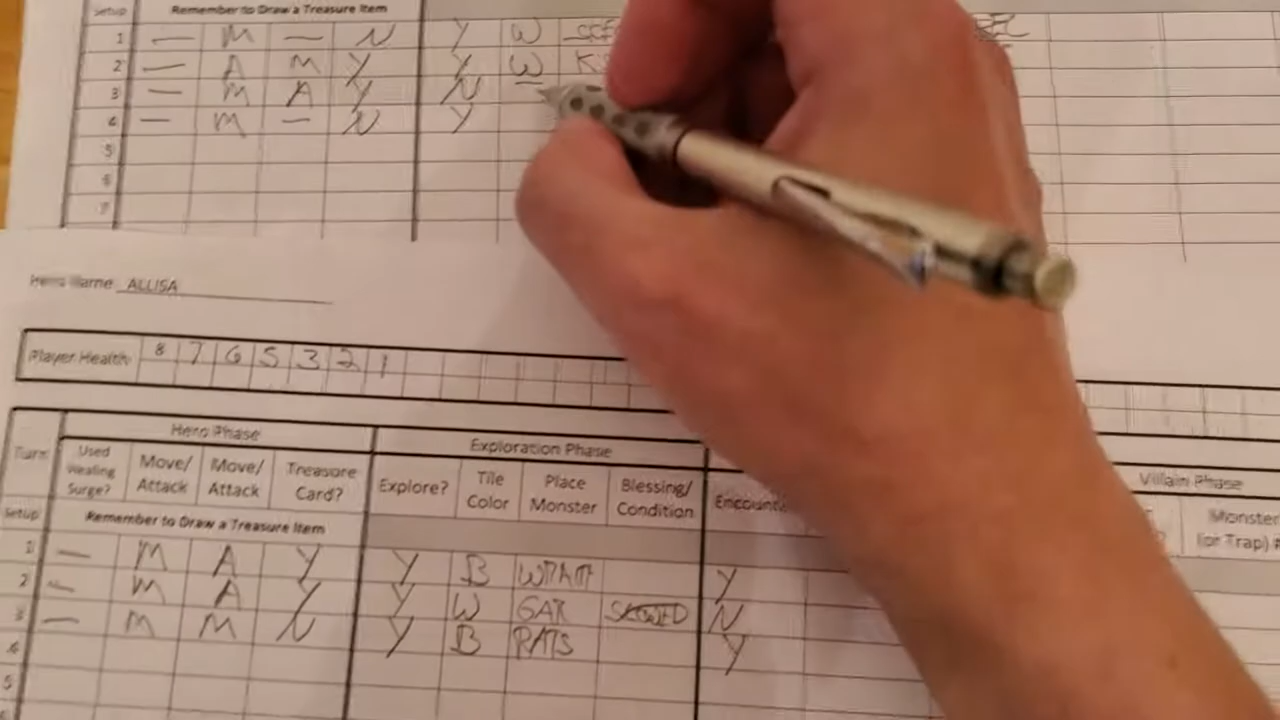 Setup Remember to Draw a Treasure Item
1 — M — N Y W
2 — A M Y Y W K
3 — M A Y N —
4 — M — N Y
5
6
7
Hero Name ALLISA
Player Health: 8 7 6 5 3 2 1
Hero Phase Exploration Phase Villain Phase
Turn Used Healing Surge? Move/ Attack Move/ Attack Treasure Card? Explore? Tile Color Place Monster Blessing/ Condition Monster (or Trap)
Setup Remember to Draw a Treasure Item
1 — M A Y Y B Y
2 — M A Y Y W GAR SLOWED N
3 — M M N Y B RATS Y
4
5